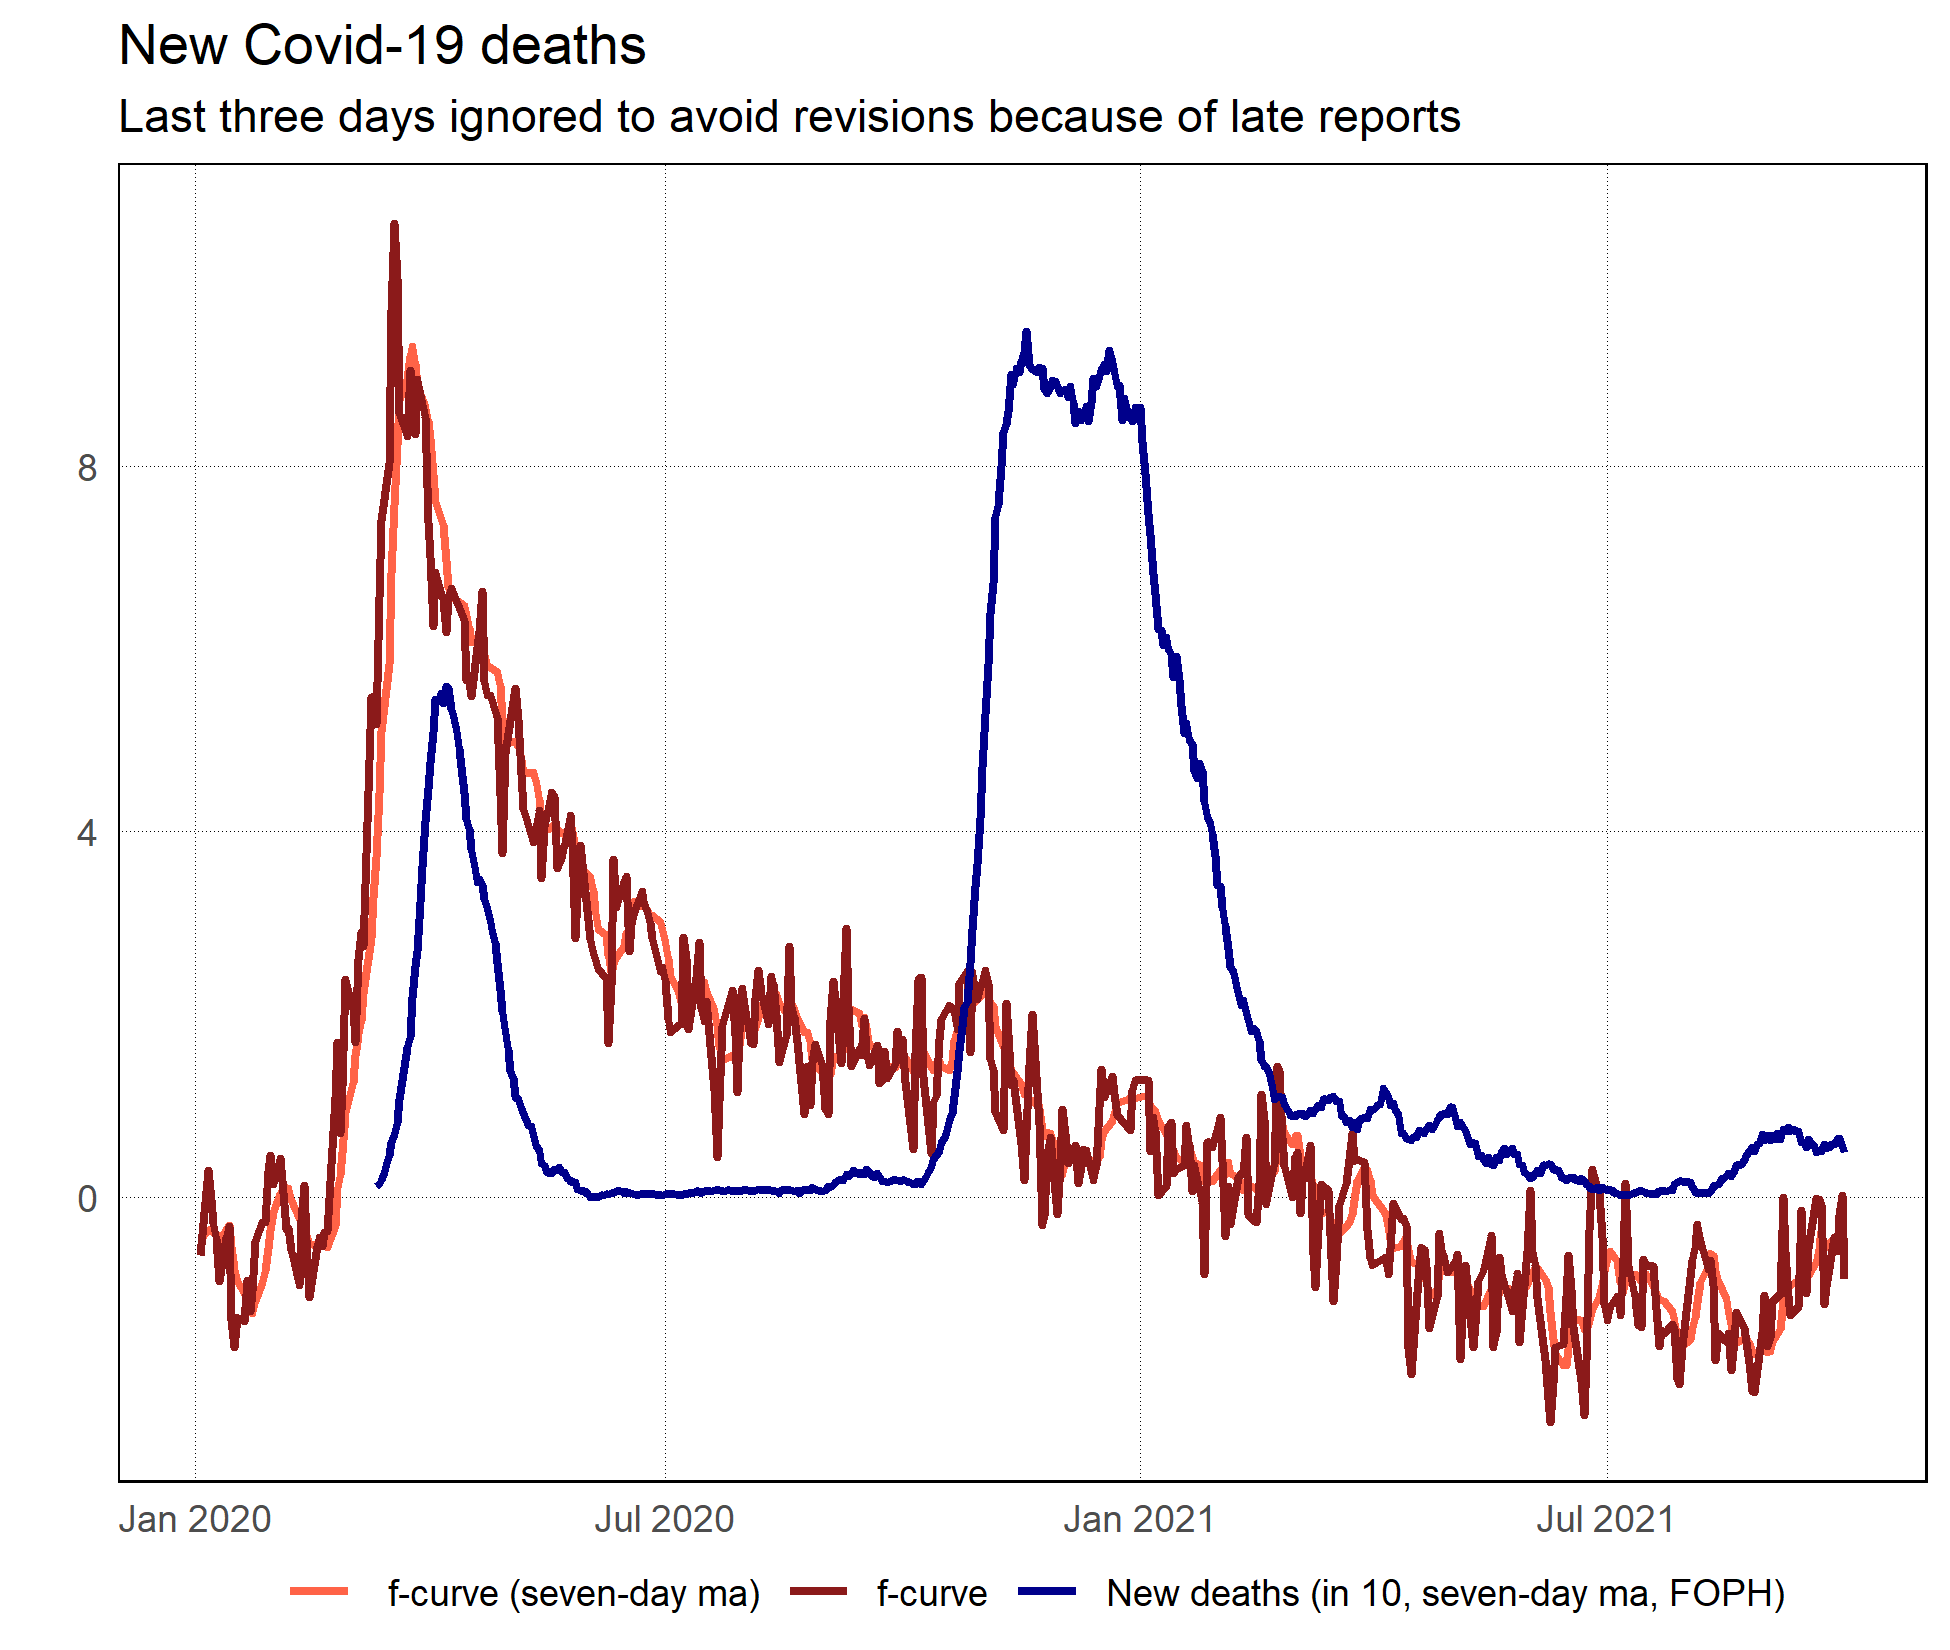 New Covid-19 deaths
Last three days ignored to avoid revisions because of late reports
8
4
0
Jan 2020 Jul 2020 Jan 2021 Jul 2021
f-curve (seven-day ma) f-curve New deaths (in 10, seven-day ma, FOPH)